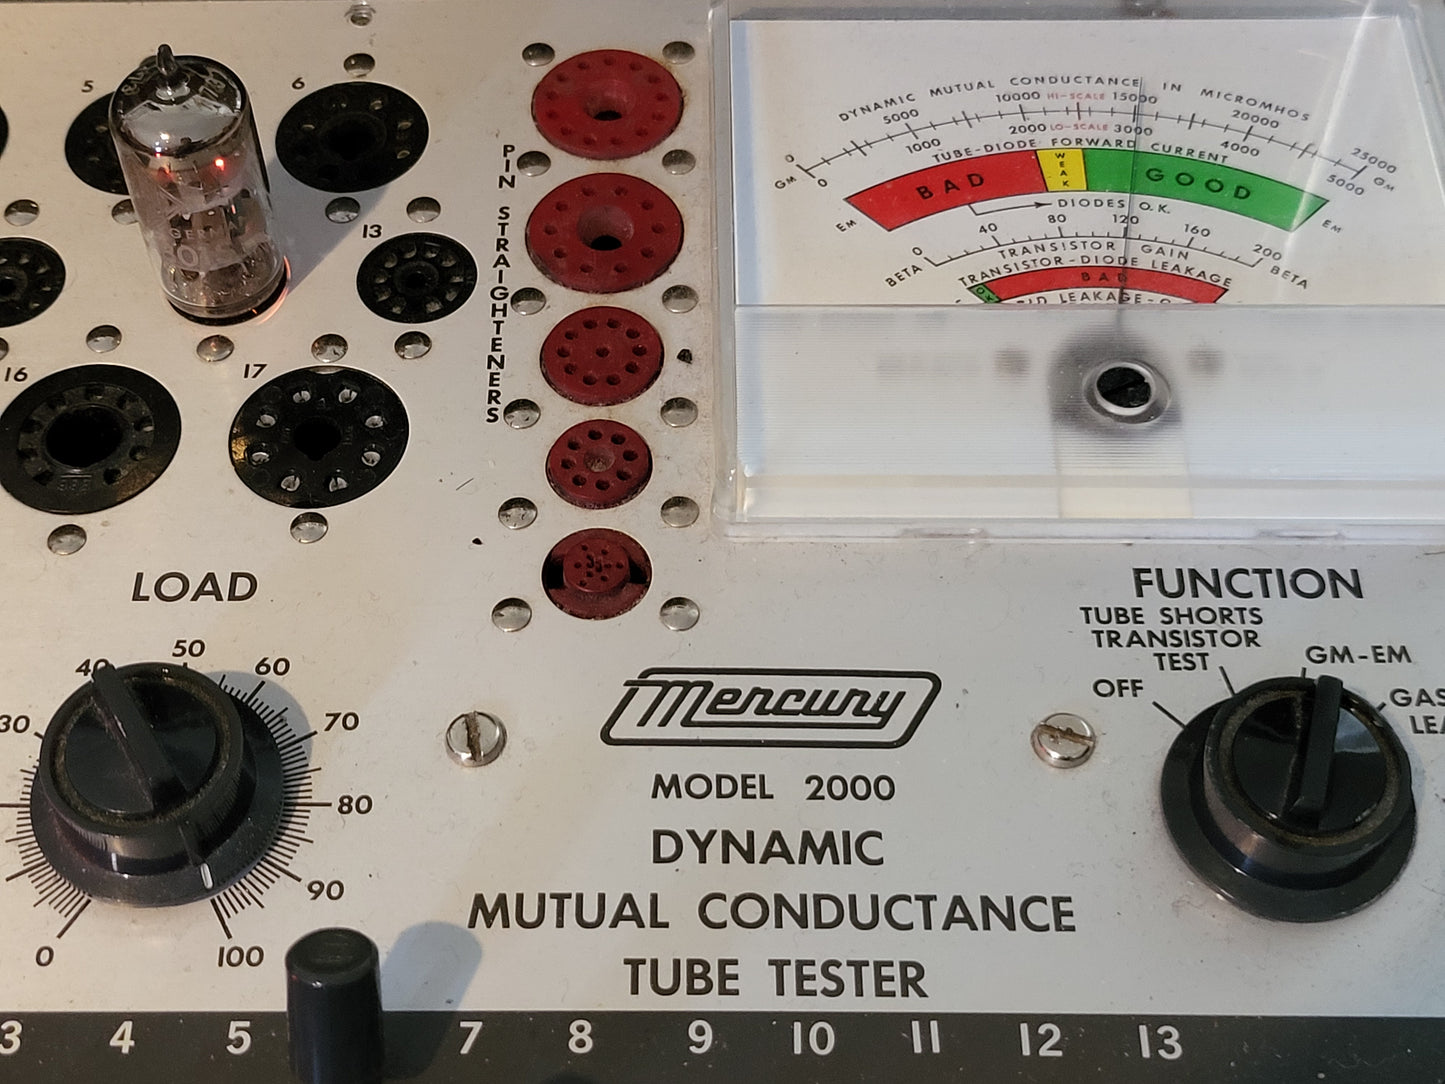 5
6
13
16
17
PIN STRAIGHTENERS
DYNAMIC MUTUAL CONDUCTANCE IN MICROMHOS
0 5000 10000 HI-SCALE 15000 20000 25000
GM 0 1000 2000 LO-SCALE 3000 4000 5000 GM
TUBE-DIODE FORWARD CURRENT
EM BAD WEAK GOOD EM
DIODES O.K.
0 40 80 120 160 200
BETA TRANSISTOR GAIN BETA
TRANSISTOR-DIODE LEAKAGE
OK BAD
LEAKAGE
LOAD
0 30 40 50 60 70 80 90 100
FUNCTION
TUBE SHORTS
TRANSISTOR
TEST
OFF
GM-EM
GAS
Mercury
MODEL 2000
DYNAMIC
MUTUAL CONDUCTANCE
TUBE TESTER
3 4 5 7 8 9 10 11 12 13